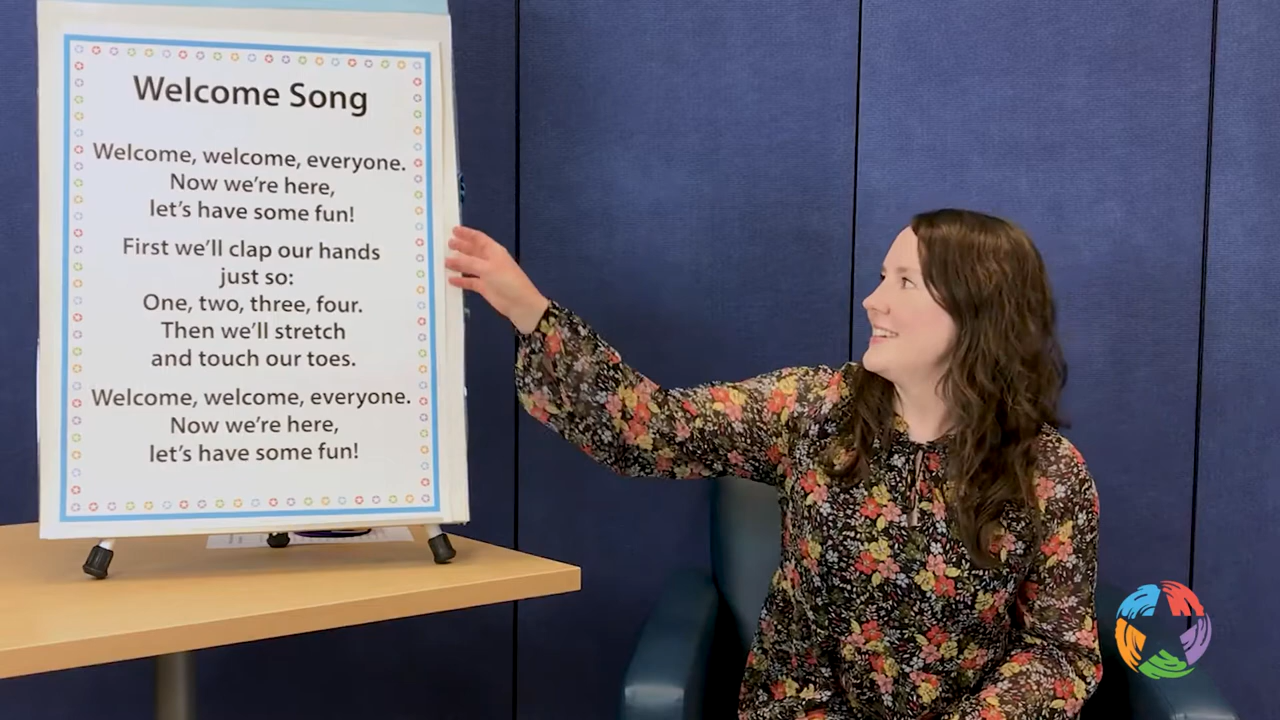 Welcome Song
Welcome, welcome, everyone.
Now we're here,
let's have some fun!
First we'll clap our hands
just so:
One, two, three, four.
Then we'll stretch
and touch our toes.
Welcome, welcome, everyone.
Now we're here,
let's have some fun!